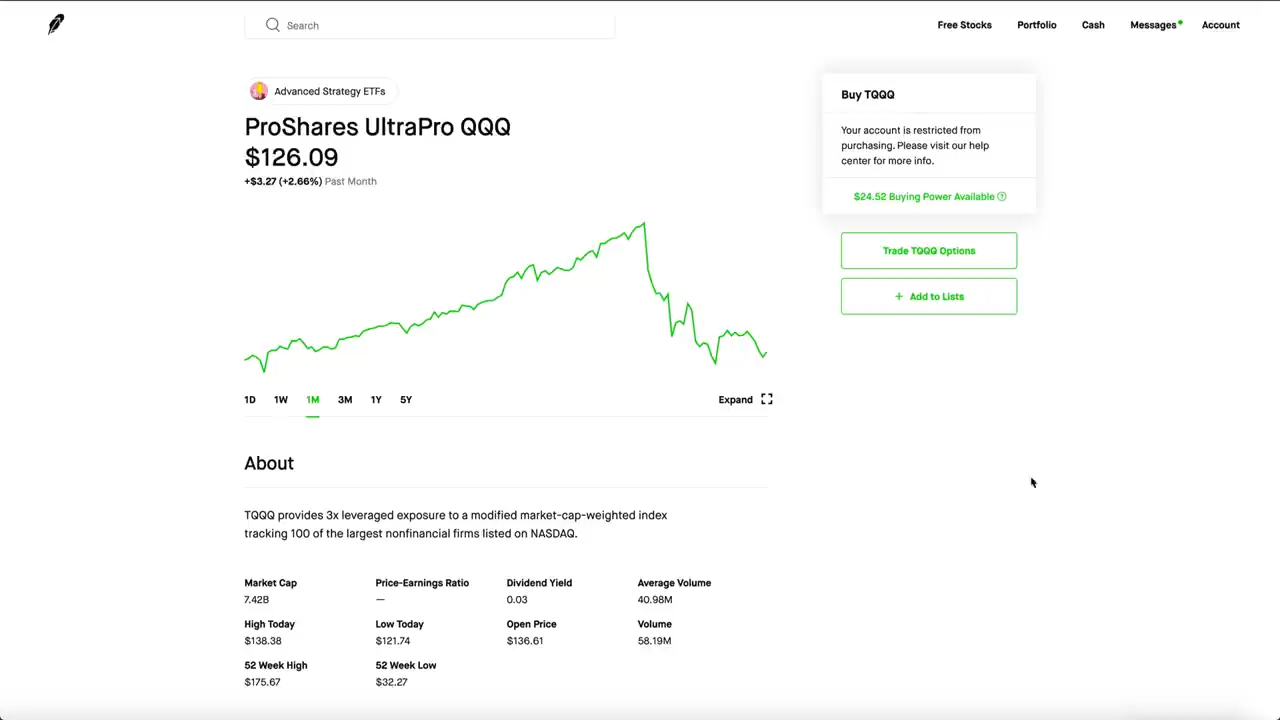 Search
Free Stocks Portfolio Cash Messages Account
Advanced Strategy ETFs
ProShares UltraPro QQQ
$126.09
+$3.27 (+2.66%) Past Month
1D 1W 1M 3M 1Y 5Y
Expand
Buy TQQQ
Your account is restricted from
purchasing. Please visit our help
center for more info.
$24.52 Buying Power Available ?
Trade TQQQ Options
+ Add to Lists
About
TQQQ provides 3x leveraged exposure to a modified market-cap-weighted index
tracking 100 of the largest nonfinancial firms listed on NASDAQ.
Market Cap Price-Earnings Ratio Dividend Yield Average Volume
7.42B — 0.03 40.98M
High Today Low Today Open Price Volume
$138.38 $121.74 $136.61 58.19M
52 Week High 52 Week Low
$175.67 $32.27